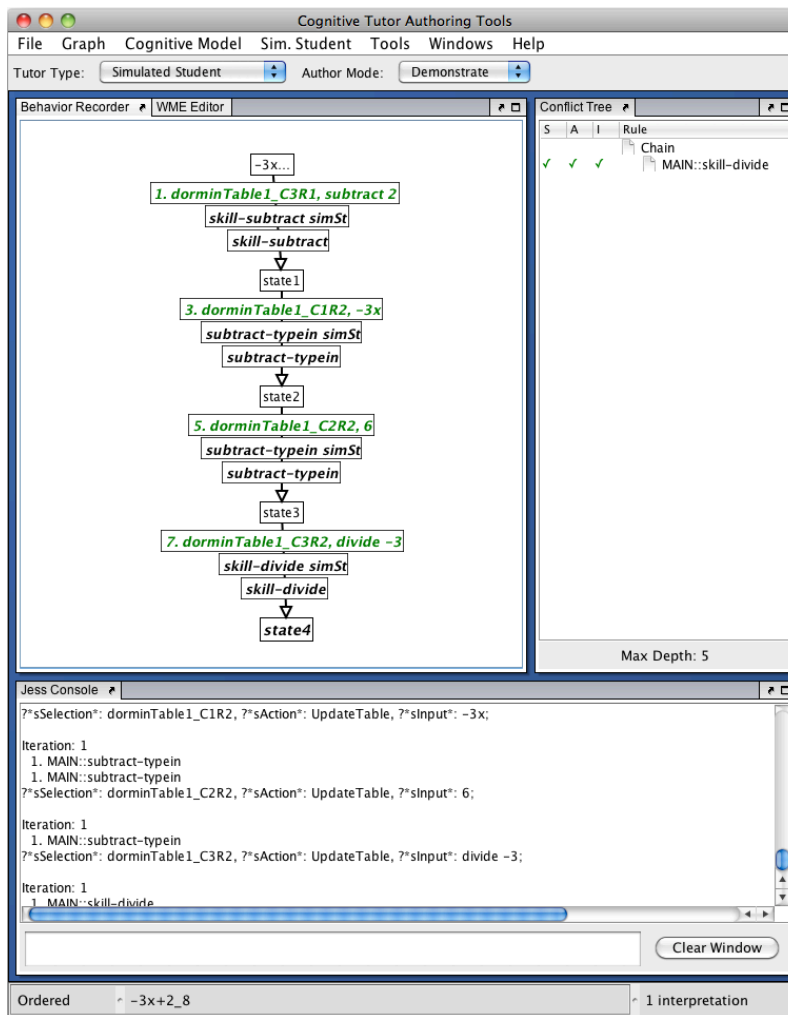 Cognitive Tutor Authoring Tools
File Graph Cognitive Model Sim. Student Tools Windows Help
Tutor Type: Simulated Student Author Mode: Demonstrate
Behavior Recorder WME Editor
-3x...
1. dorminTable1_C3R1, subtract 2
skill-subtract simSt
skill-subtract
state1
3. dorminTable1_C1R2, -3x
subtract-typein simSt
subtract-typein
state2
5. dorminTable1_C2R2, 6
subtract-typein simSt
subtract-typein
state3
7. dorminTable1_C3R2, divide -3
skill-divide simSt
skill-divide
state4
Conflict Tree
S A I Rule
Chain
MAIN::skill-divide
Max Depth: 5
Jess Console
?*sSelection*: dorminTable1_C1R2, ?*sAction*: UpdateTable, ?*sInput*: -3x;
Iteration: 1
1. MAIN::subtract-typein
1. MAIN::subtract-typein
?*sSelection*: dorminTable1_C2R2, ?*sAction*: UpdateTable, ?*sInput*: 6;
Iteration: 1
1. MAIN::subtract-typein
?*sSelection*: dorminTable1_C3R2, ?*sAction*: UpdateTable, ?*sInput*: divide -3;
Iteration: 1
1. MAIN::skill-divide
Clear Window
Ordered -3x+2_8 1 interpretation